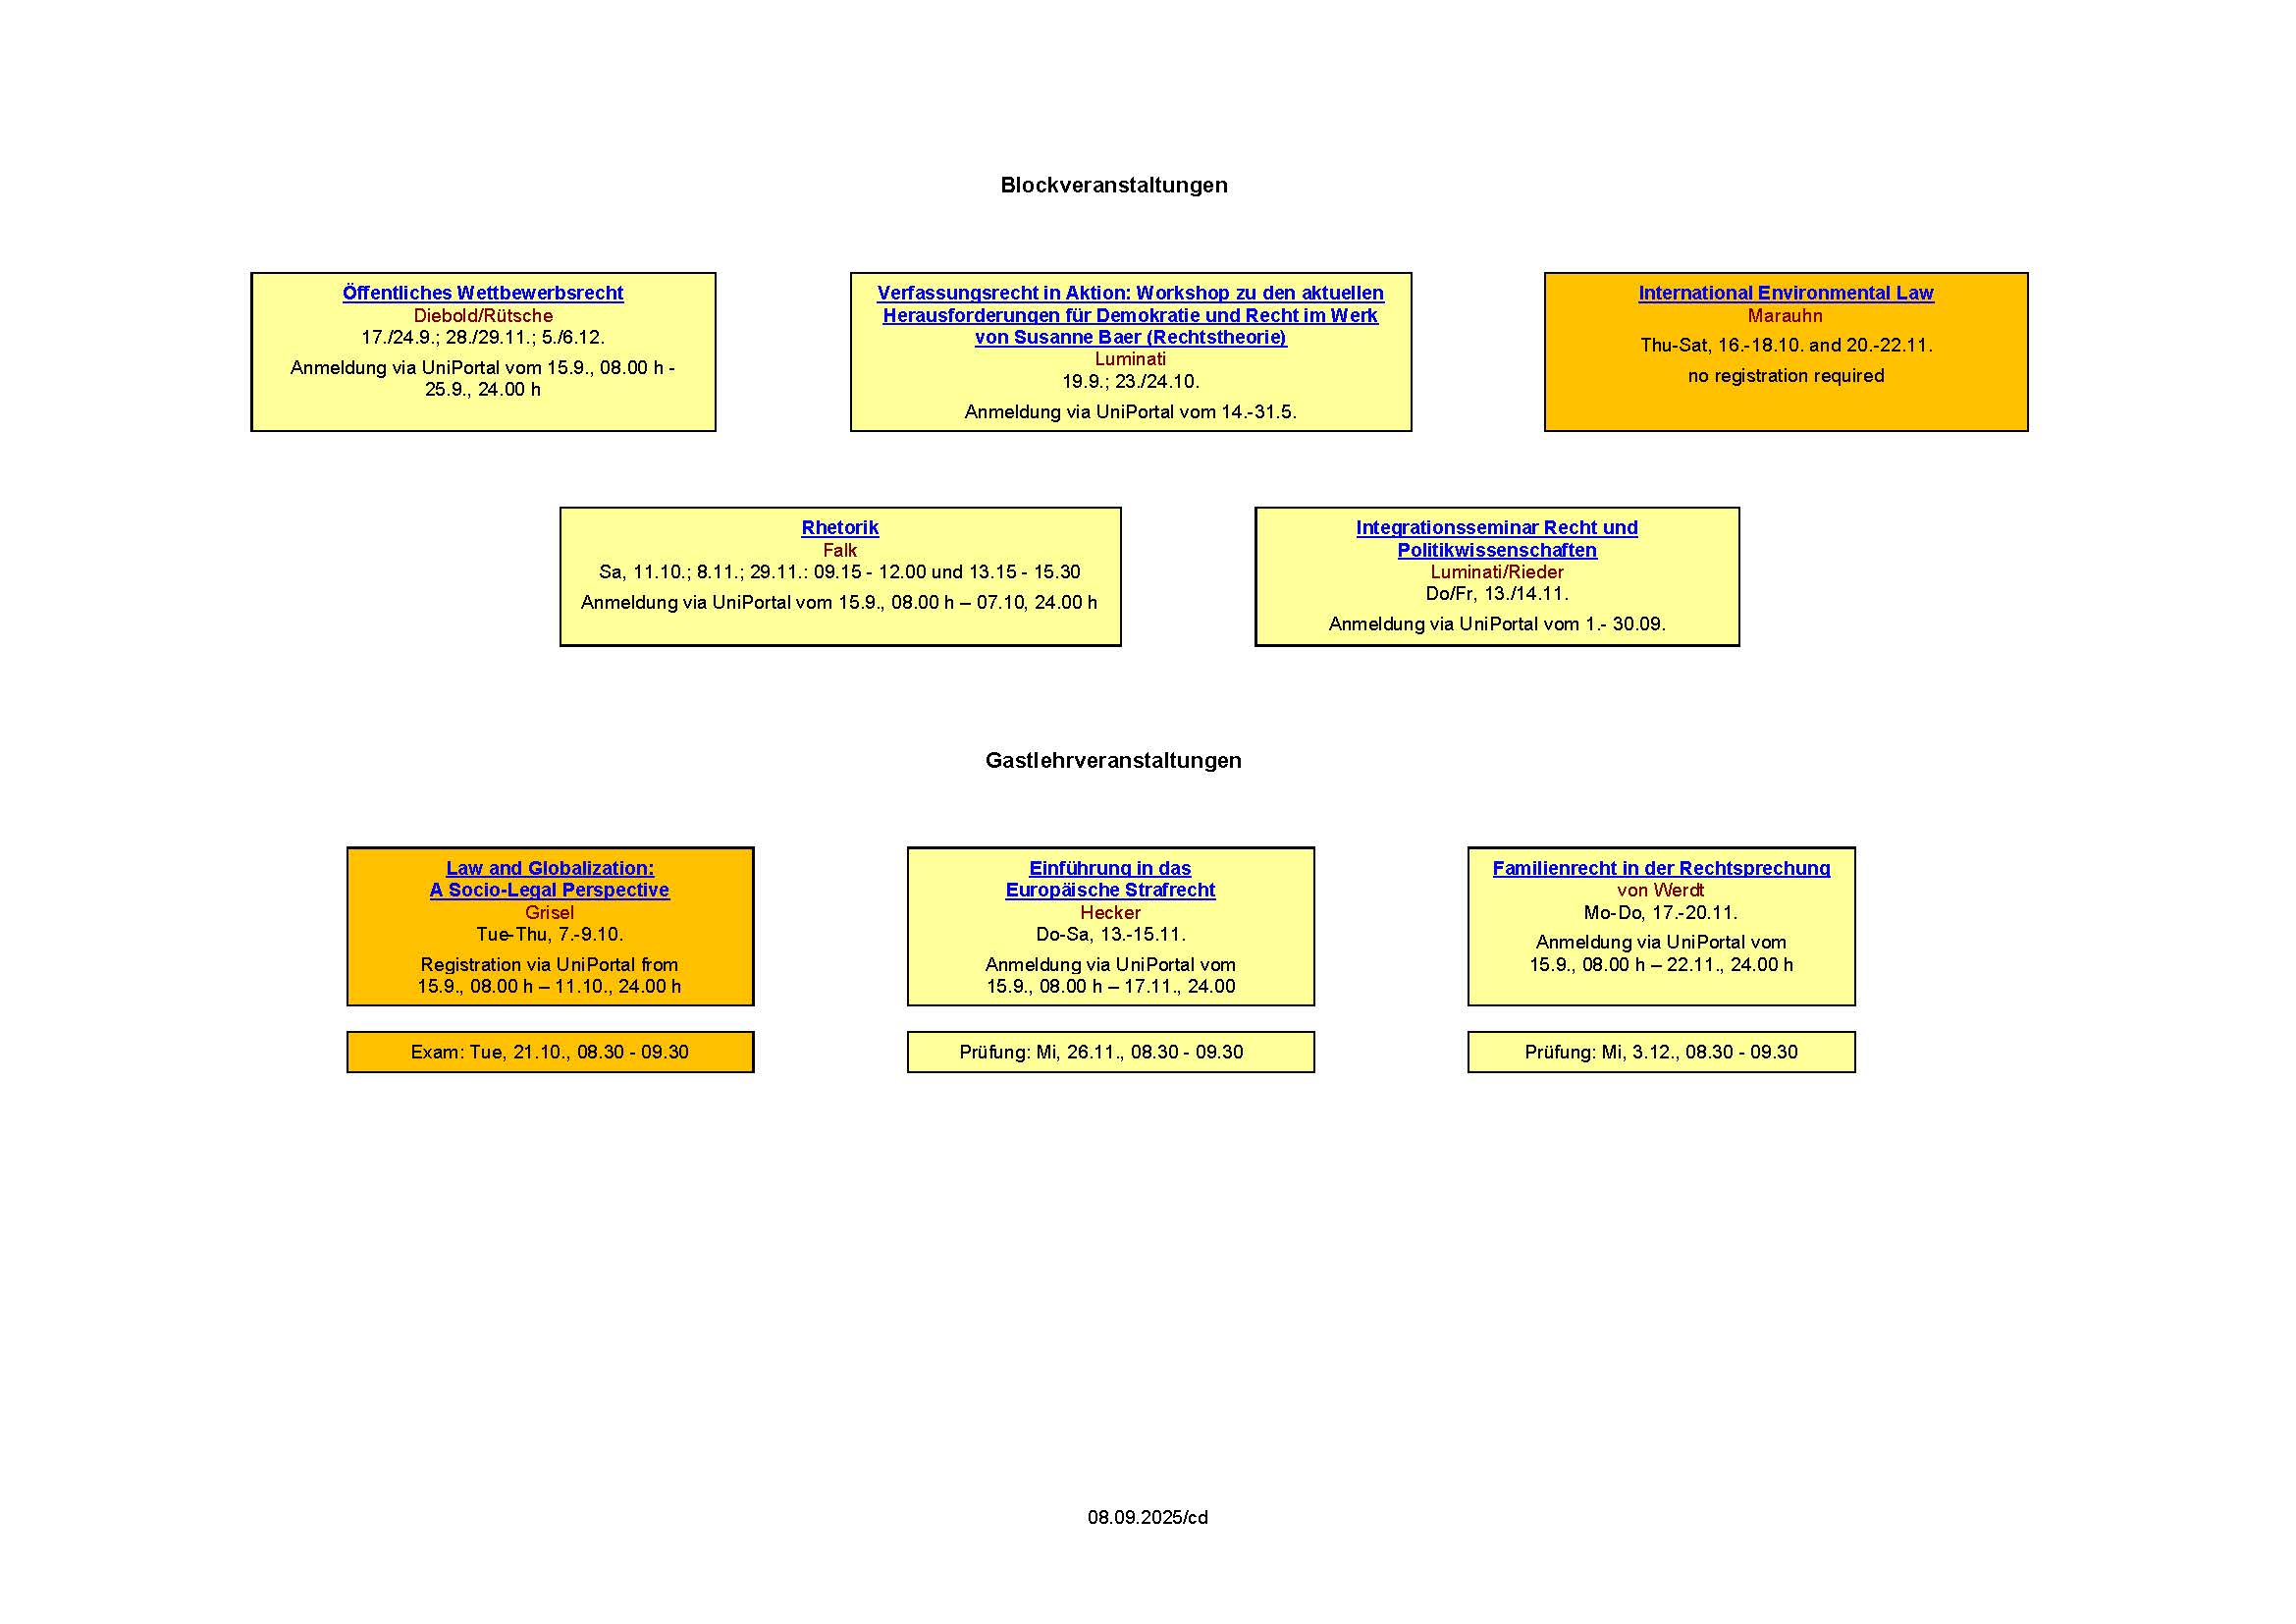 Blockveranstaltungen
Öffentliches Wettbewerbsrecht
Diebold/Rütsche
17./24.9.; 28./29.11.; 5./6.12.
Anmeldung via UniPortal vom 15.9., 08.00 h -
25.9., 24.00 h
Verfassungsrecht in Aktion: Workshop zu den aktuellen
Herausforderungen für Demokratie und Recht im Werk
von Susanne Baer (Rechtstheorie)
Luminati
19.9.; 23./24.10.
Anmeldung via UniPortal vom 14.-31.5.
International Environmental Law
Marauhn
Thu-Sat, 16.-18.10. and 20.-22.11.
no registration required
Rhetorik
Falk
Sa, 11.10.; 8.11.; 29.11.: 09.15 - 12.00 und 13.15 - 15.30
Anmeldung via UniPortal vom 15.9., 08.00 h – 07.10, 24.00 h
Integrationsseminar Recht und
Politikwissenschaften
Luminati/Rieder
Do/Fr, 13./14.11.
Anmeldung via UniPortal vom 1.- 30.09.
Gastlehrveranstaltungen
Law and Globalization:
A Socio-Legal Perspective
Grisel
Tue-Thu, 7.-9.10.
Registration via UniPortal from
15.9., 08.00 h – 11.10., 24.00 h
Exam: Tue, 21.10., 08.30 - 09.30
Einführung in das
Europäische Strafrecht
Hecker
Do-Sa, 13.-15.11.
Anmeldung via UniPortal vom
15.9., 08.00 h – 17.11., 24.00
Prüfung: Mi, 26.11., 08.30 - 09.30
Familienrecht in der Rechtsprechung
von Werdt
Mo-Do, 17.-20.11.
Anmeldung via UniPortal vom
15.9., 08.00 h – 22.11., 24.00 h
Prüfung: Mi, 3.12., 08.30 - 09.30
08.09.2025/cd